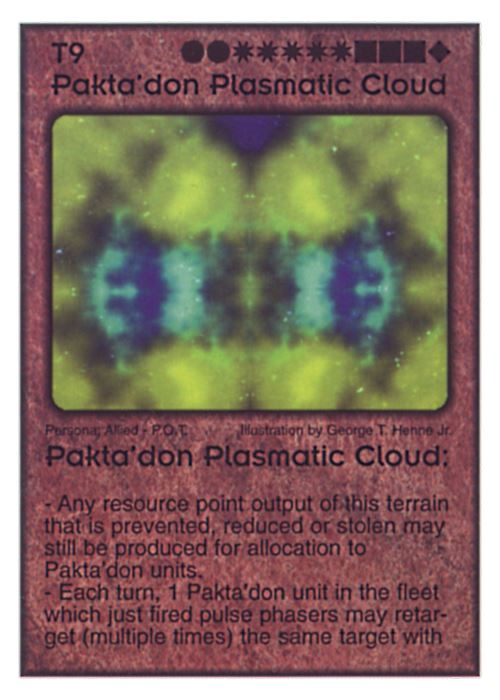 T9
Pakta'don Plasmatic Cloud
Persona; Allied - P.O.T.
Illustration by George T. Henne Jr.
Pakta'don Plasmatic Cloud:
- Any resource point output of this terrain
that is prevented, reduced or stolen may
still be produced for allocation to
Pakta'don units.
- Each turn, 1 Pakta'don unit in the fleet
which just fired pulse phasers may retar-
get (multiple times) the same target with